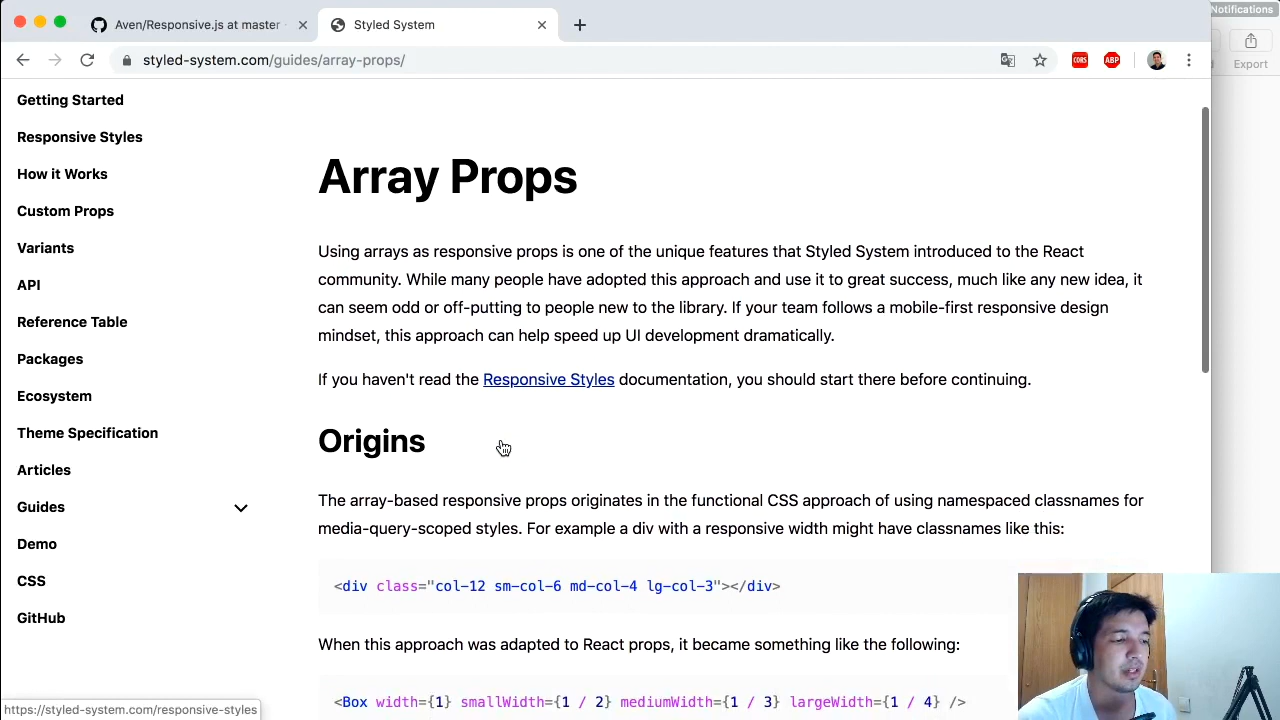 Notifications
Aven/Responsive.js at master
Styled System
styled-system.com/guides/array-props/
CORS
ABP
Export
Getting Started
Responsive Styles
How it Works
Custom Props
Variants
API
Reference Table
Packages
Ecosystem
Theme Specification
Articles
Guides
Demo
CSS
GitHub
Array Props
Using arrays as responsive props is one of the unique features that Styled System introduced to the React
community. While many people have adopted this approach and use it to great success, much like any new idea, it
can seem odd or off-putting to people new to the library. If your team follows a mobile-first responsive design
mindset, this approach can help speed up UI development dramatically.
If you haven't read the Responsive Styles documentation, you should start there before continuing.
Origins
The array-based responsive props originates in the functional CSS approach of using namespaced classnames for
media-query-scoped styles. For example a div with a responsive width might have classnames like this:
<div class="col-12 sm-col-6 md-col-4 lg-col-3"></div>
When this approach was adapted to React props, it became something like the following:
<Box width={1} smallWidth={1 / 2} mediumWidth={1 / 3} largeWidth={1 / 4} />
https://styled-system.com/responsive-styles